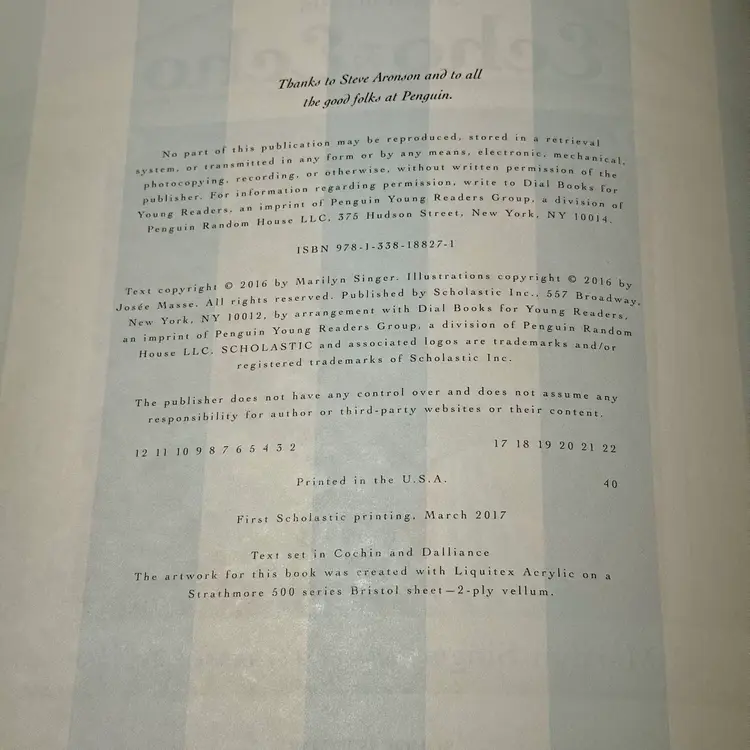 Thanks to Steve Aronson and to all
the good folks at Penguin.
No part of this publication may be reproduced, stored in a retrieval
system, or transmitted in any form or by any means, electronic, mechanical,
photocopying, recording, or otherwise, without written permission of the
publisher. For information regarding permission, write to Dial Books for
Young Readers, an imprint of Penguin Young Readers Group, a division of
Penguin Random House LLC, 375 Hudson Street, New York, NY 10014.
ISBN 978-1-338-18827-1
Text copyright © 2016 by Marilyn Singer. Illustrations copyright © 2016 by
Josée Masse. All rights reserved. Published by Scholastic Inc., 557 Broadway,
New York, NY 10012, by arrangement with Dial Books for Young Readers,
an imprint of Penguin Young Readers Group, a division of Penguin Random
House LLC. SCHOLASTIC and associated logos are trademarks and/or
registered trademarks of Scholastic Inc.
The publisher does not have any control over and does not assume any
responsibility for author or third-party websites or their content.
12 11 10 9 8 7 6 5 4 3 2 17 18 19 20 21 22
Printed in the U.S.A. 40
First Scholastic printing, March 2017
Text set in Cochin and Dalliance
The artwork for this book was created with Liquitex Acrylic on a
Strathmore 500 series Bristol sheet—2-ply vellum.